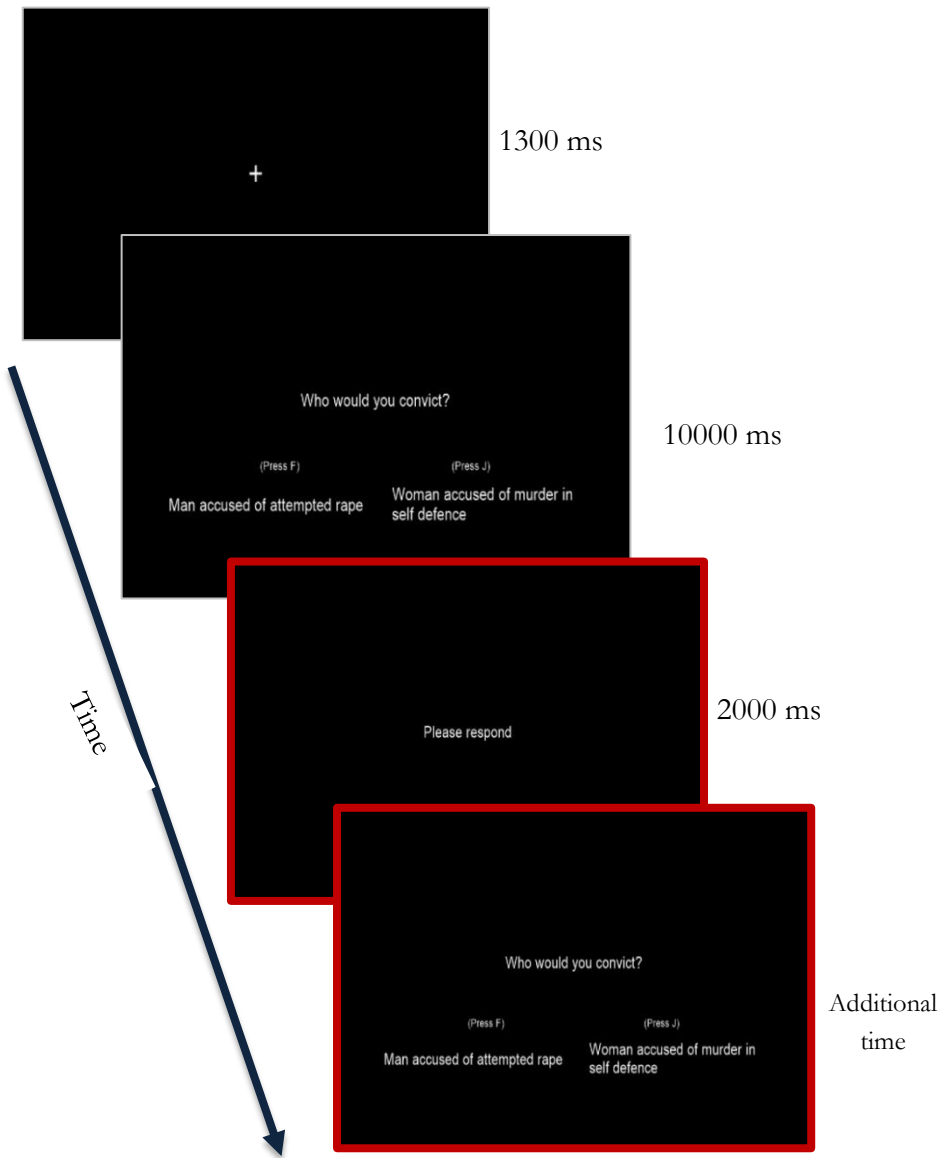 +
1300 ms
Who would you convict?
10000 ms
(Press F) (Press J)
Man accused of attempted rape
Woman accused of murder in
self defence
Time
Please respond
2000 ms
Who would you convict?
(Press F) (Press J)
Man accused of attempted rape
Woman accused of murder in
self defence
Additional
time